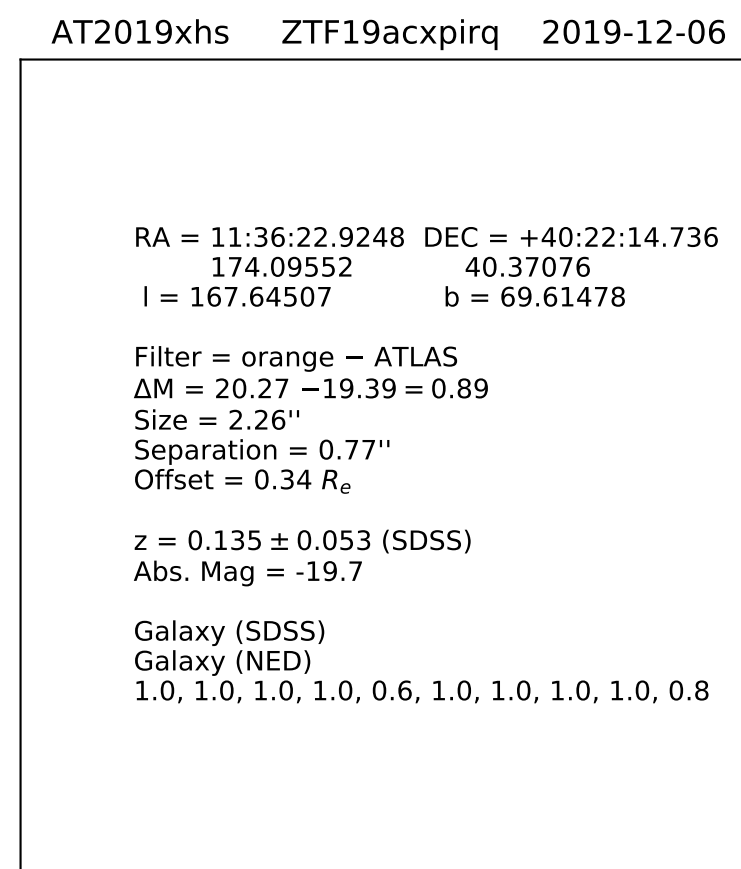 AT2019xhs ZTF19acxpirq 2019-12-06
RA = 11:36:22.9248 DEC = +40:22:14.736
174.09552 40.37076
l = 167.64507 b = 69.61478
Filter = orange − ATLAS
ΔM = 20.27 −19.39 = 0.89
Size = 2.26''
Separation = 0.77''
Offset = 0.34 Re
z = 0.135 ± 0.053 (SDSS)
Abs. Mag = -19.7
Galaxy (SDSS)
Galaxy (NED)
1.0, 1.0, 1.0, 1.0, 0.6, 1.0, 1.0, 1.0, 1.0, 0.8